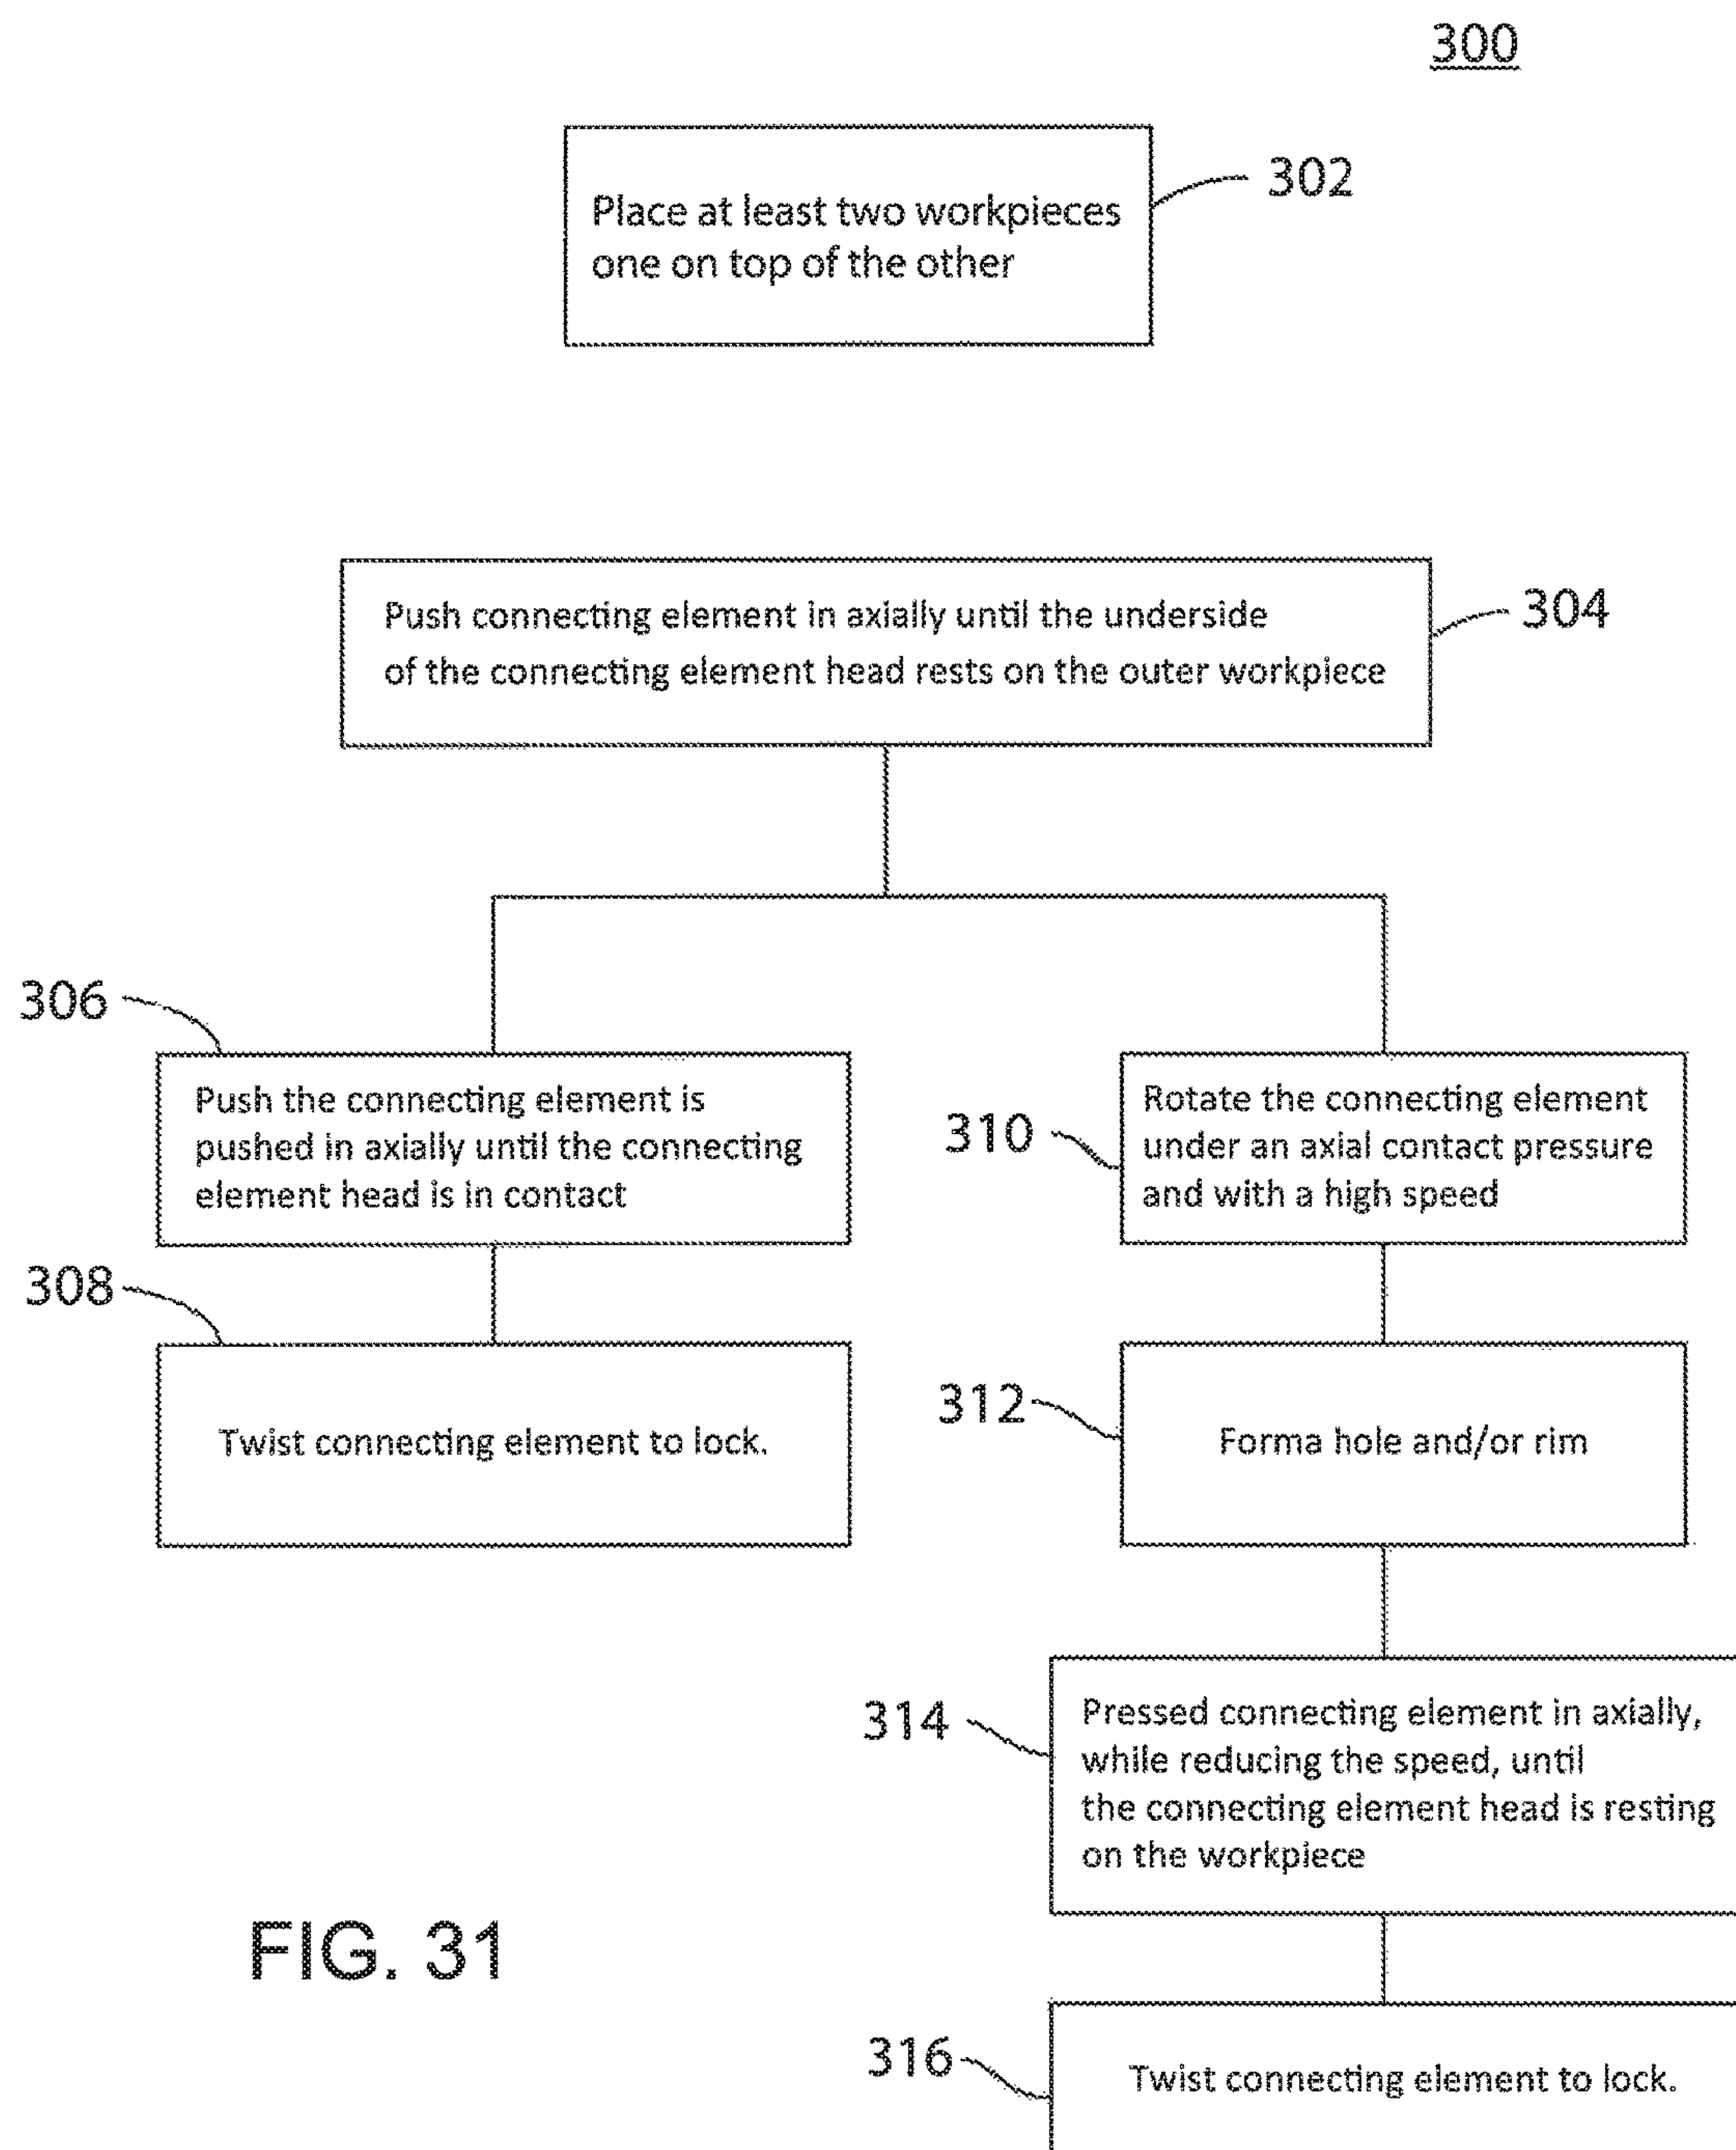 300
302
Place at least two workpieces
one on top of the other
304
Push connecting element in axially until the underside
of the connecting element head rests on the outer workpiece
306
Push the connecting element is
pushed in axially until the connecting
element head is in contact
310
Rotate the connecting element
under an axial contact pressure
and with a high speed
308
Twist connecting element to lock.
312
Forma hole and/or rim
314
Pressed connecting element in axially,
while reducing the speed, until
the connecting element head is resting
on the workpiece
316
Twist connecting element to lock.
FIG. 31